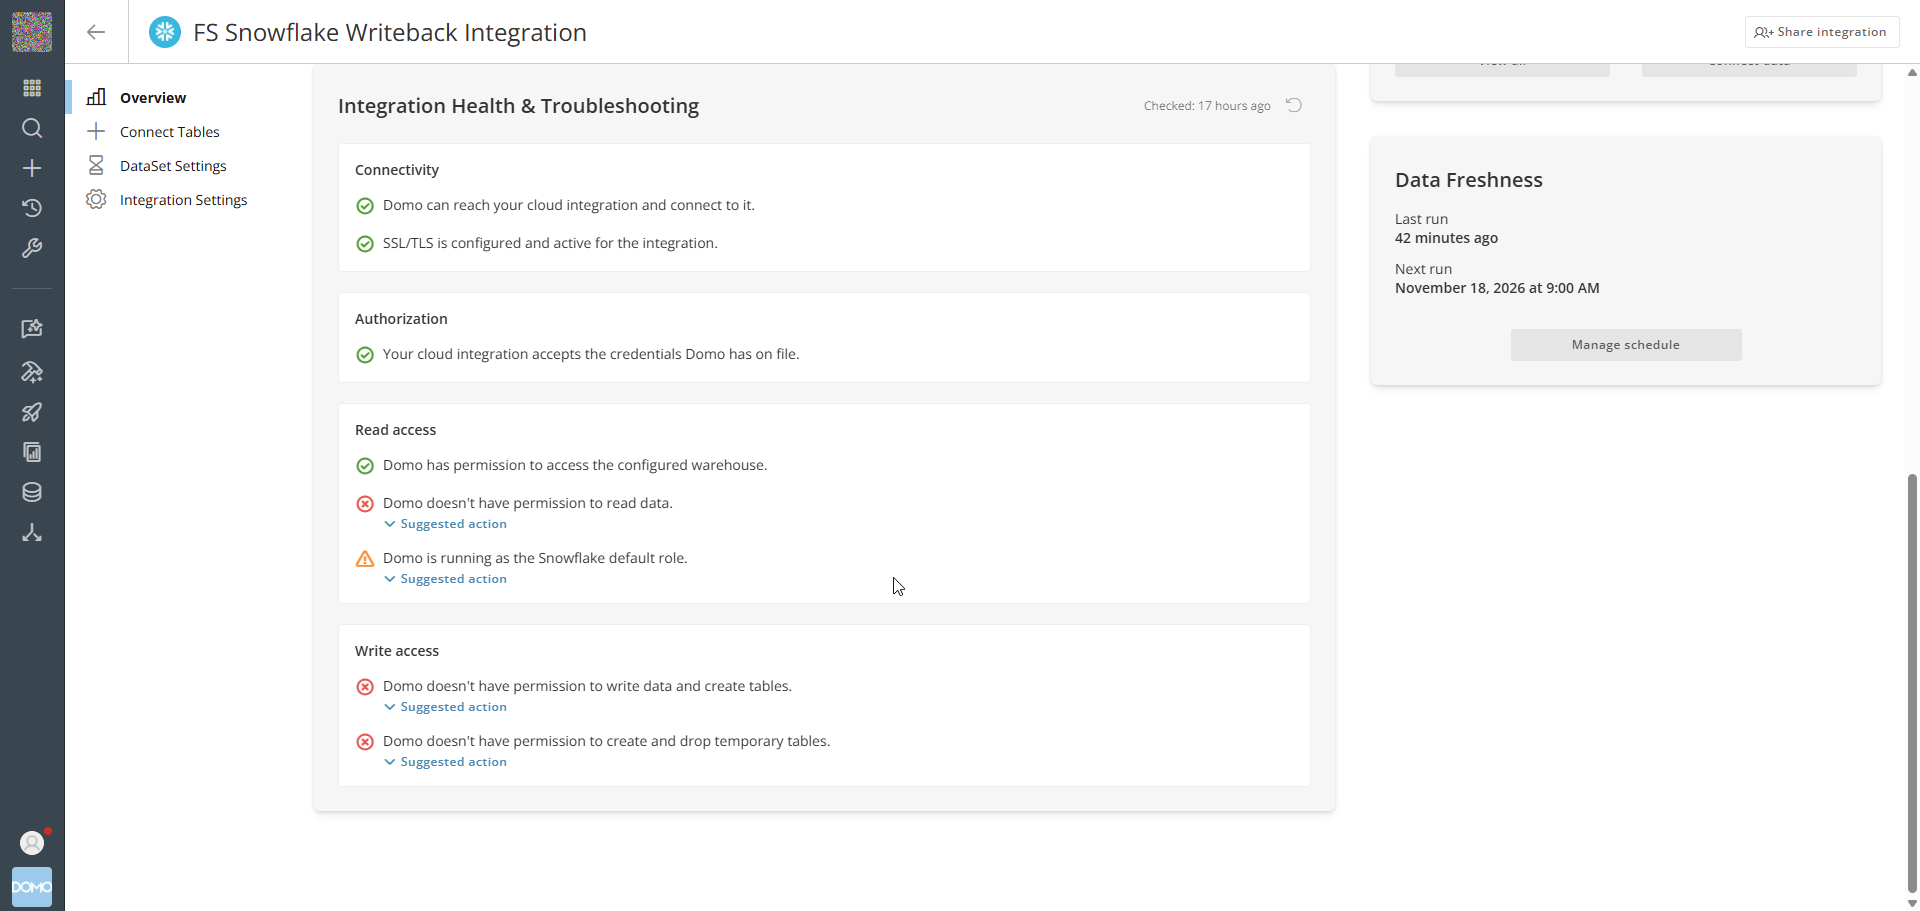 FS Snowflake Writeback Integration
Share integration
Overview
Connect Tables
DataSet Settings
Integration Settings
Integration Health & Troubleshooting
Checked: 17 hours ago
Connectivity
Domo can reach your cloud integration and connect to it.
SSL/TLS is configured and active for the integration.
Authorization
Your cloud integration accepts the credentials Domo has on file.
Read access
Domo has permission to access the configured warehouse.
Domo doesn't have permission to read data.
Suggested action
Domo is running as the Snowflake default role.
Suggested action
Write access
Domo doesn't have permission to write data and create tables.
Suggested action
Domo doesn't have permission to create and drop temporary tables.
Suggested action
Data Freshness
Last run
42 minutes ago
Next run
November 18, 2026 at 9:00 AM
Manage schedule
DOMO